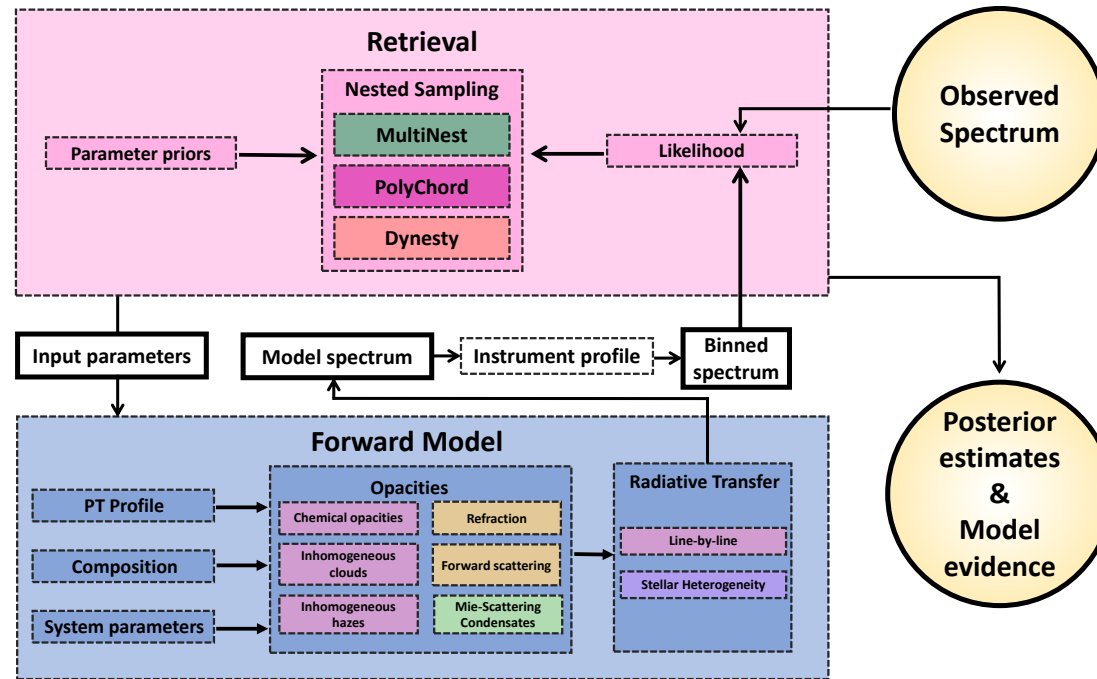 Retrieval
Nested Sampling
MultiNest
PolyChord
Dynesty
Parameter priors
Likelihood
Observed
Spectrum
Input parameters
Model spectrum
Instrument profile
Binned
spectrum
Forward Model
PT Profile
Composition
System parameters
Opacities
Chemical opacities
Refraction
Inhomogeneous
clouds
Forward scattering
Inhomogeneous
hazes
Mie-Scattering
Condensates
Radiative Transfer
Line-by-line
Stellar Heterogeneity
Posterior
estimates
&
Model
evidence